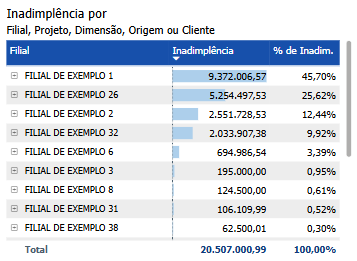 Inadimplência por
Filial, Projeto, Dimensão, Origem ou Cliente
Filial Inadimplência % de Inadim.
FILIAL DE EXEMPLO 1 9.372.006,57 45,70%
FILIAL DE EXEMPLO 26 5.254.497,53 25,62%
FILIAL DE EXEMPLO 2 2.551.728,53 12,44%
FILIAL DE EXEMPLO 32 2.033.907,38 9,92%
FILIAL DE EXEMPLO 6 694.986,54 3,39%
FILIAL DE EXEMPLO 3 195.000,00 0,95%
FILIAL DE EXEMPLO 8 124.500,00 0,61%
FILIAL DE EXEMPLO 31 106.109,99 0,52%
FILIAL DE EXEMPLO 38 62.500,01 0,30%
Total 20.507.000,99 100,00%